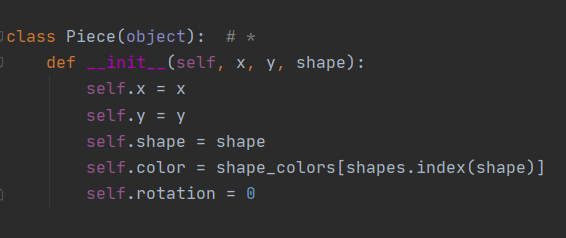 class Piece(object):  # *
    def __init__(self, x, y, shape):
        self.x = x
        self.y = y
        self.shape = shape
        self.color = shape_colors[shapes.index(shape)]
        self.rotation = 0